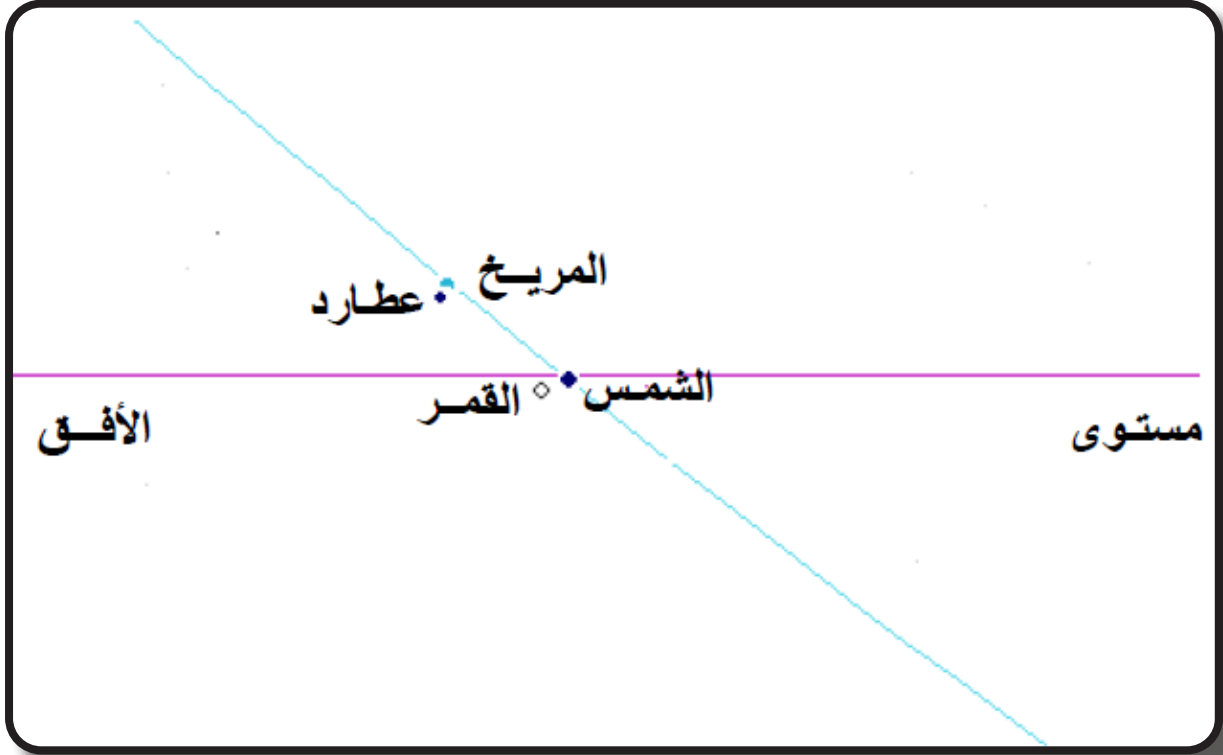 المريخ
عطارد
الشمس
القمر
مستوى الأفق